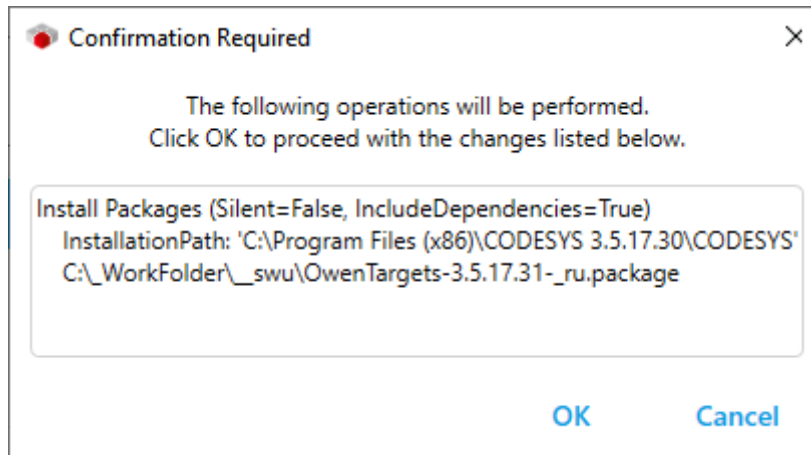 Confirmation Required
The following operations will be performed.
Click OK to proceed with the changes listed below.
Install Packages (Silent=False, IncludeDependencies=True)
InstallationPath: 'C:\Program Files (x86)\CODESYS 3.5.17.30\CODESYS'
C:\_WorkFolder\__swu\OwenTargets-3.5.17.31-_ru.package
OK Cancel